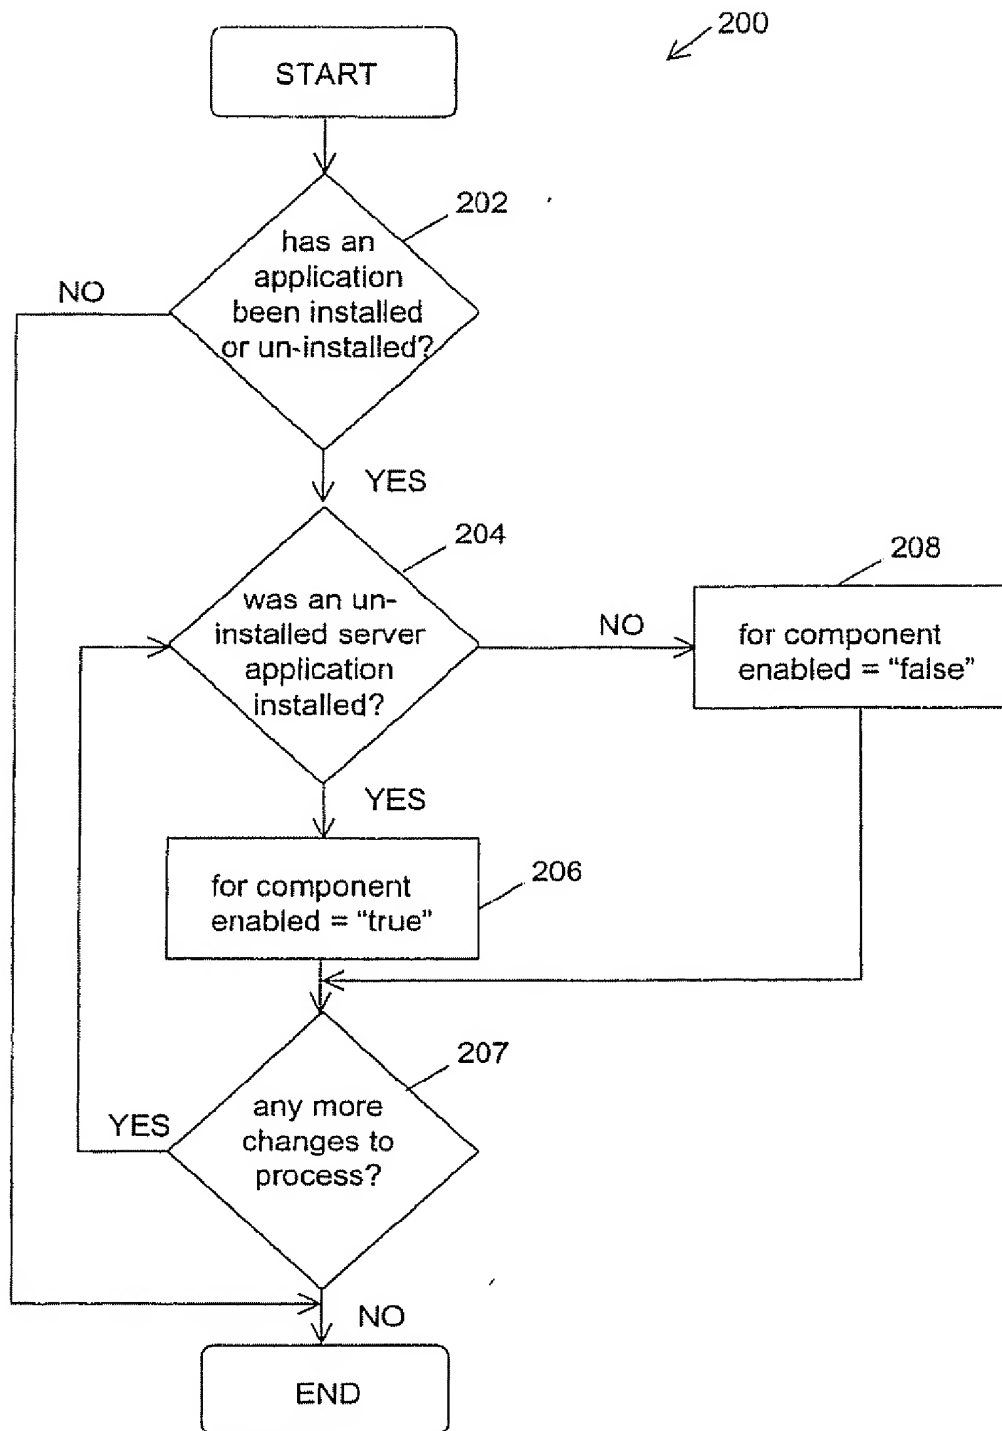 200
START
202
has an
application
been installed
or un-installed?
NO
YES
204
was an un-
installed server
application
installed?
NO
208
for component
enabled = “false”
YES
for component
enabled = “true”
206
207
any more
changes to
process?
YES
NO
END